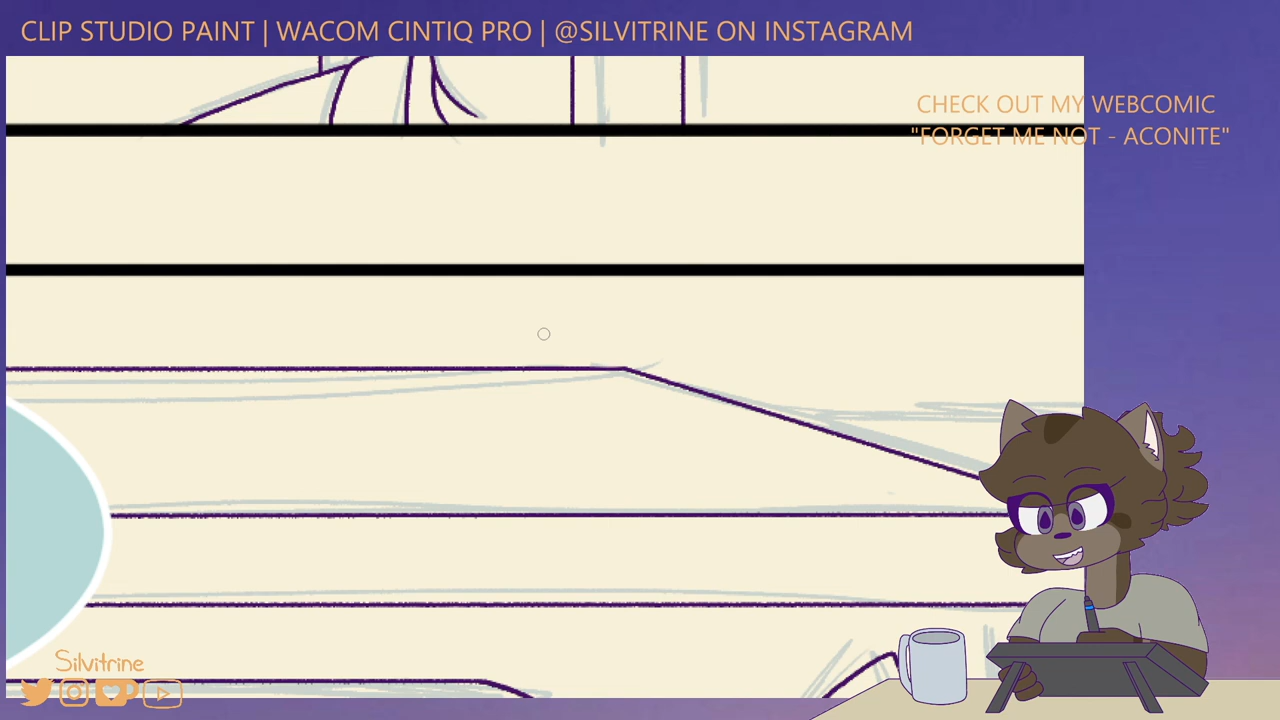 CLIP STUDIO PAINT | WACOM CINTIQ PRO | @SILVITRINE ON INSTAGRAM
CHECK OUT MY WEBCOMIC
"FORGET ME NOT - ACONITE"
Silvitrine